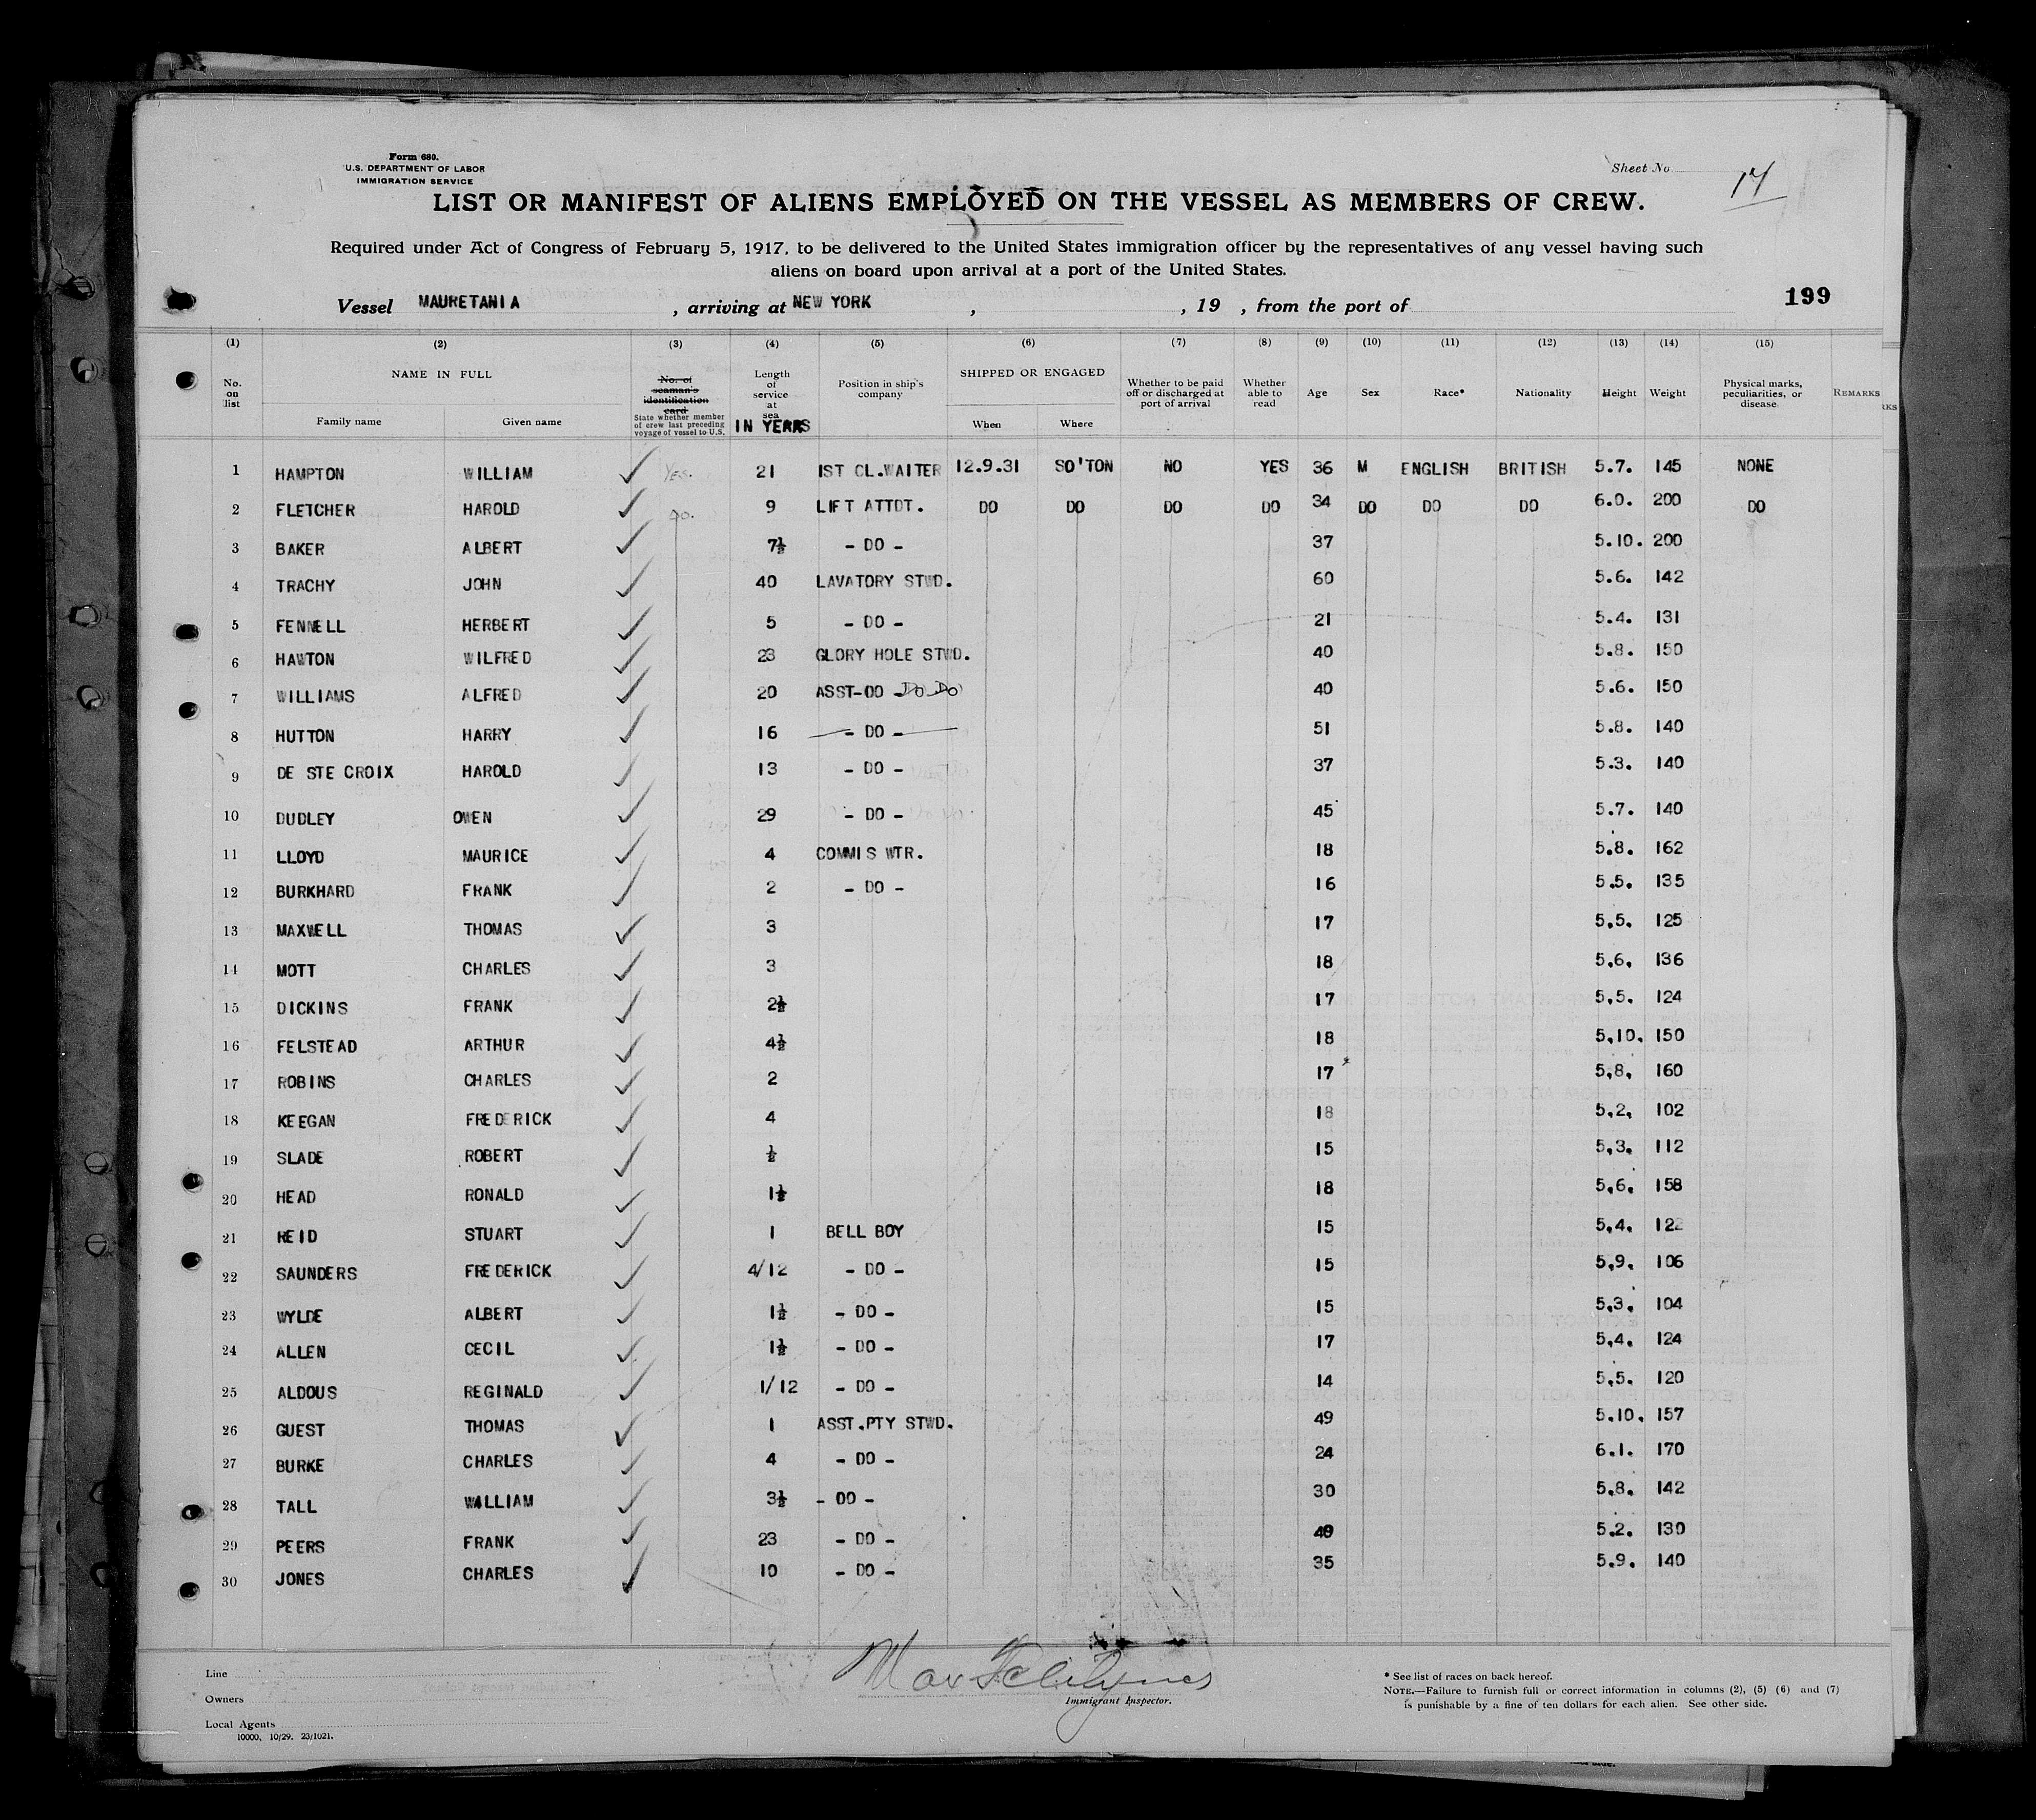 Form 680.
U.S. DEPARTMENT OF LABOR
IMMIGRATION SERVICE
Sheet No. 14
LIST OR MANIFEST OF ALIENS EMPLOYED ON THE VESSEL AS MEMBERS OF CREW.
Required under Act of Congress of February 5, 1917, to be delivered to the United States immigration officer by the representatives of any vessel having such
aliens on board upon arrival at a port of the United States.
Vessel MAURETANIA , arriving at NEW YORK , , 19 , from the port of
199
(1) (2) (3) (4) (5) (6) (7) (8) (9) (10) (11) (12) (13) (14) (15)
No. on list
NAME IN FULL
Family name Given name
No. of seaman's identification card
State whether member of crew last preceding voyage of vessel to U.S.
Length of service at sea IN YEARS
Position in ship's company
SHIPPED OR ENGAGED
When Where
Whether to be paid off or discharged at port of arrival
Whether able to read
Age
Sex
Race*
Nationality
Height
Weight
Physical marks, peculiarities, or disease
REMARKS
1 HAMPTON WILLIAM YES. 21 1ST CL.WAITER 12.9.31 SO'TON NO YES 36 M ENGLISH BRITISH 5.7. 145 NONE
2 FLETCHER HAROLD DO. 9 LIFT ATTDT. DO DO DO DO 34 DO DO DO 6.0. 200 DO
3 BAKER ALBERT 7½ - DO - 37 5.10. 200
4 TRACHY JOHN 40 LAVATORY STWD. 60 5.6. 142
5 FENNELL HERBERT 5 - DO - 21 5.4. 131
6 HAWTON WILFRED 23 GLORY HOLE STWD. 40 5.8. 150
7 WILLIAMS ALFRED 20 ASST-DO - DO DO 40 5.6. 150
8 HUTTON HARRY 16 - DO - 51 5.8. 140
9 DE STE CROIX HAROLD 13 - DO - 37 5.3. 140
10 DUDLEY OWEN 29 - DO - 45 5.7. 140
11 LLOYD MAURICE 4 COMMIS WTR. 18 5.8. 162
12 BURKHARD FRANK 2 - DO - 16 5.5. 135
13 MAXWELL THOMAS 3 17 5.5. 125
14 MOTT CHARLES 3 18 5.6. 136
15 DICKINS FRANK 2½ 17 5.5. 124
16 FELSTEAD ARTHUR 4½ 18 5.10. 150
17 ROBINS CHARLES 2 17 5.8. 160
18 KEEGAN FREDERICK 4 18 5.2. 102
19 SLADE ROBERT ½ 15 5.3. 112
20 HEAD RONALD 1½ 18 5.6. 158
21 REID STUART 1 BELL BOY 15 5.4. 122
22 SAUNDERS FREDERICK 4/12 - DO - 15 5.9. 106
23 WYLDE ALBERT 1½ - DO - 15 5.3. 104
24 ALLEN CECIL 1½ - DO - 17 5.4. 124
25 ALDOUS REGINALD 1/12 - DO - 14 5.5. 120
26 GUEST THOMAS 1 ASST.PTY STWD. 49 5.10. 157
27 BURKE CHARLES 4 - DO - 24 6.1. 170
28 TALL WILLIAM 3½ - DO - 30 5.8. 142
29 PEERS FRANK 23 - DO - 5.2. 130
30 JONES CHARLES 10 - DO - 35 5.9. 140
Line
Owners
Local Agents
10000, 10/29. 23/1021.
Max
Immigrant Inspector.
* See list of races on back hereof.
NOTE.—Failure to furnish full or correct information in columns (2), (5) (6) and (7)
is punishable by a fine of ten dollars for each alien. See other side.